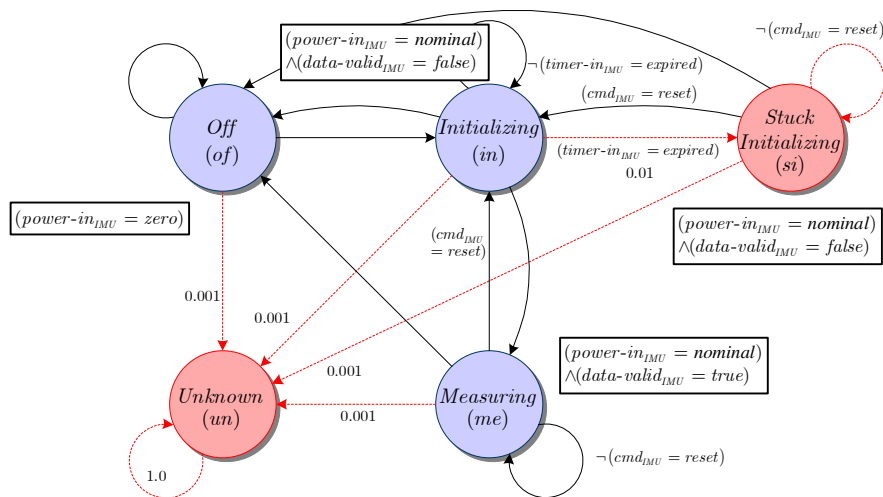 (power-in_IMU = nominal)
∧(data-valid_IMU = false)
¬(cmd_IMU = reset)
¬(timer-in_IMU = expired)
(cmd_IMU = reset)
Off
(of)
Initializing
(in)
Stuck
Initializing
(si)
(timer-in_IMU = expired)
0.01
(power-in_IMU = zero)
(power-in_IMU = nominal)
∧(data-valid_IMU = false)
(cmd_IMU
= reset)
0.001
0.001
0.001
(power-in_IMU = nominal)
∧(data-valid_IMU = true)
Unknown
(un)
0.001
Measuring
(me)
¬(cmd_IMU = reset)
1.0